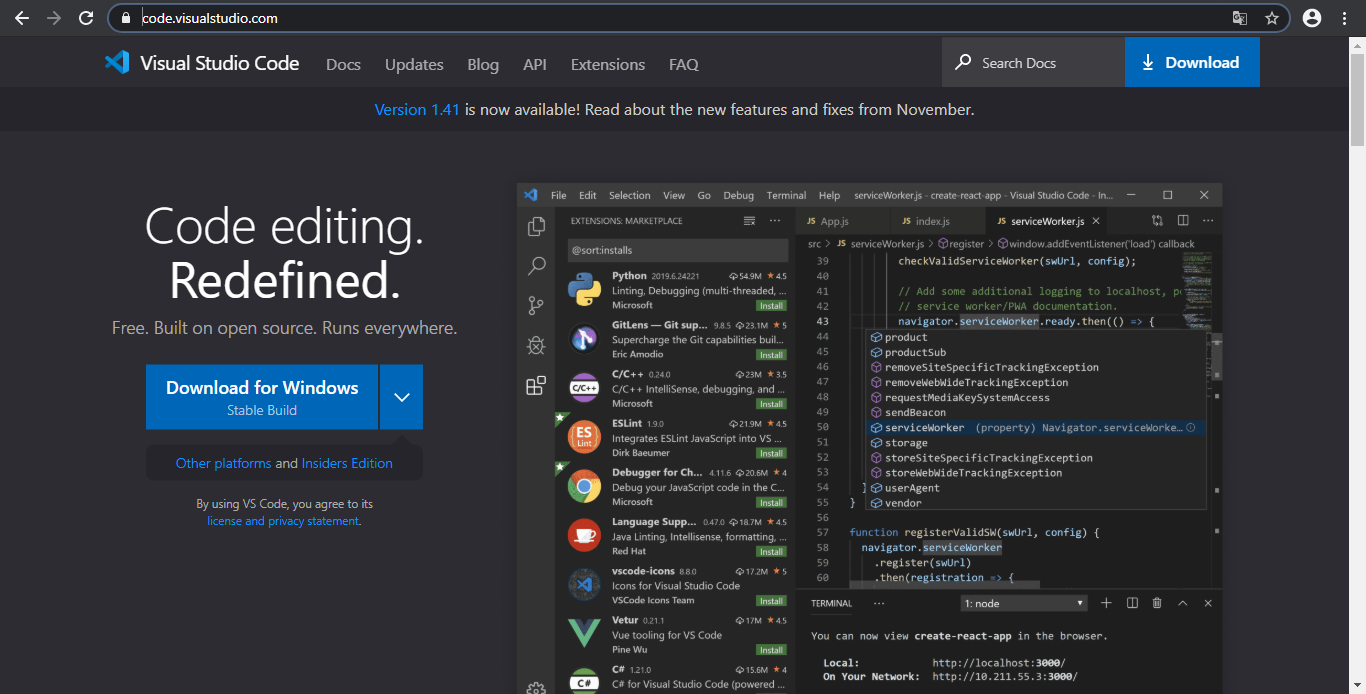 code.visualstudio.com
Visual Studio Code Docs Updates Blog API Extensions FAQ Search Docs Download
Version 1.41 is now available! Read about the new features and fixes from November.
Code editing.
Redefined.
Free. Built on open source. Runs everywhere.
Download for Windows
Stable Build
Other platforms and Insiders Edition
By using VS Code, you agree to its
license and privacy statement.
File Edit Selection View Go Debug Terminal Help serviceWorker.js - create-react-app - Visual Studio Code - In...
EXTENSIONS: MARKETPLACE
@sort:installs
Python 2019.6.24221 54.9M 4.5
Linting, Debugging (multi-threaded, ...
Microsoft Install
GitLens — Git sup... 9.8.5 23.1M 5
Supercharge the Git capabilities buil...
Eric Amodio Install
C/C++ 0.24.0 23M 3.5
C/C++ IntelliSense, debugging, and ...
Microsoft Install
C/C++
ESLint 1.9.0 21.9M 4.5
Integrates ESLint JavaScript into VS ...
Dirk Baeumer Install
ES
Lint
Debugger for Ch... 4.11.6 20.6M 4
Debug your JavaScript code in the C...
Microsoft Install
Language Supp... 0.47.0 18.7M 4.5
Java Linting, Intellisense, formatting, ...
Red Hat Install
vscode-icons 8.8.0 17.2M 5
Icons for Visual Studio Code
VSCode Icons Team Install
Vetur 0.21.1 17M 4.5
Vue tooling for VS Code
Pine Wu Install
C# 1.21.0 15.6M 4
C# for Visual Studio Code (powered ...
C#
JS App.js JS index.js JS serviceWorker.js
src > JS serviceWorker.js > register > window.addEventListener('load') callback
39 checkValidServiceWorker(swUrl, config);
40
41 // Add some additional logging to localhost, p
42 // service worker/PWA documentation.
43 navigator.serviceWorker.ready.then(() => {
44 product
45 productSub
46 removeSiteSpecificTrackingException
47 removeWebWideTrackingException
48 requestMediaKeySystemAccess
49 sendBeacon
50 serviceWorker (property) Navigator.serviceWorke...
51 storage
52 storeSiteSpecificTrackingException
53 storeWebWideTrackingException
54 } userAgent
55 } vendor
56
57 function registerValidSW(swUrl, config) {
58 navigator.serviceWorker
59 .register(swUrl)
60 .then(registration => {
TERMINAL ... 1: node
You can now view create-react-app in the browser.
Local: http://localhost:3000/
On Your Network: http://10.211.55.3:3000/